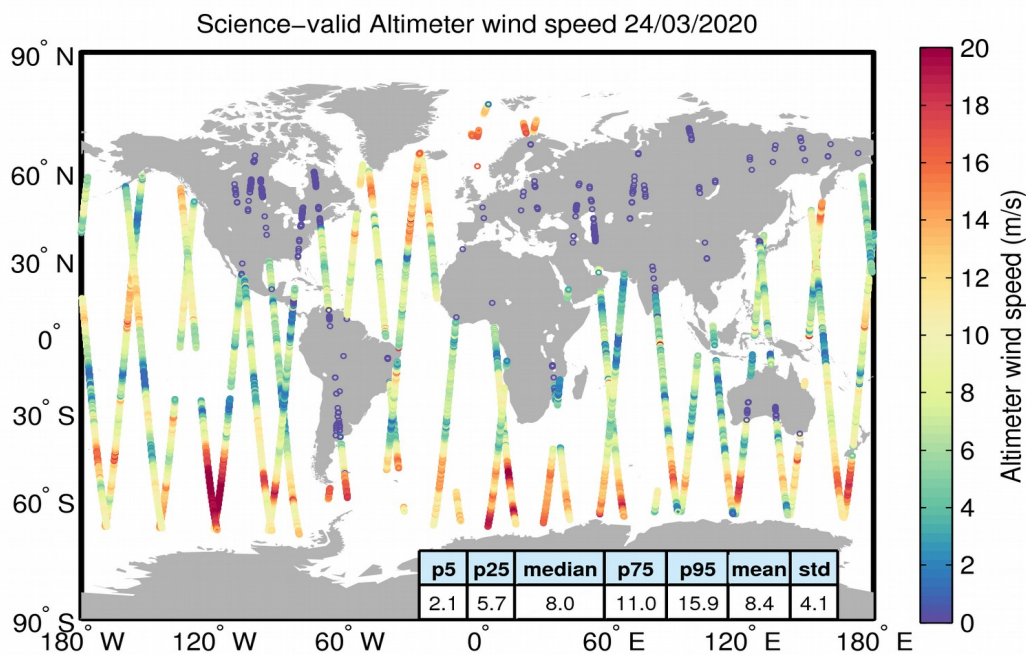 Science−valid Altimeter wind speed 24/03/2020
90° N
60° N
30° N
0°
30° S
60° S
90° S
180° W
120° W
60° W
0°
60° E
120° E
180° E
p5 p25 median p75 p95 mean std
2.1 5.7 8.0 11.0 15.9 8.4 4.1
20
18
16
14
12
10
8
6
4
2
0
Altimeter wind speed (m/s)